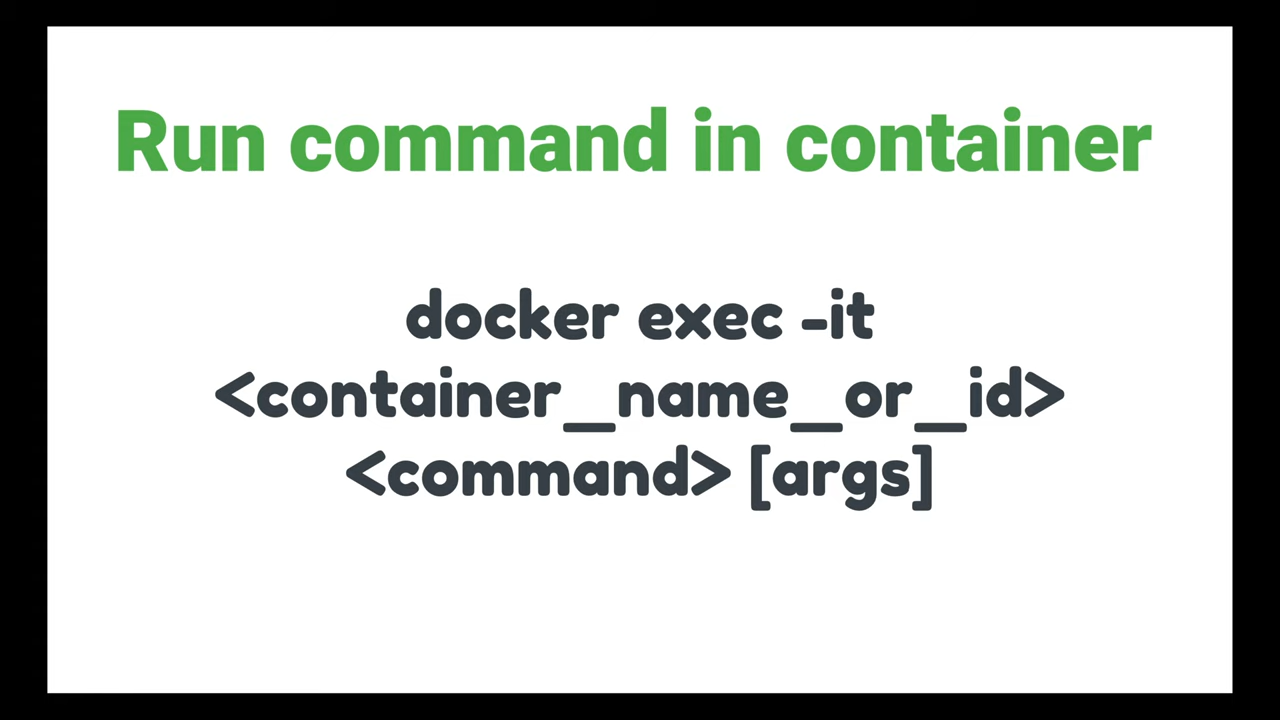 Run command in container
docker exec -it
<container_name_or_id>
<command> [args]